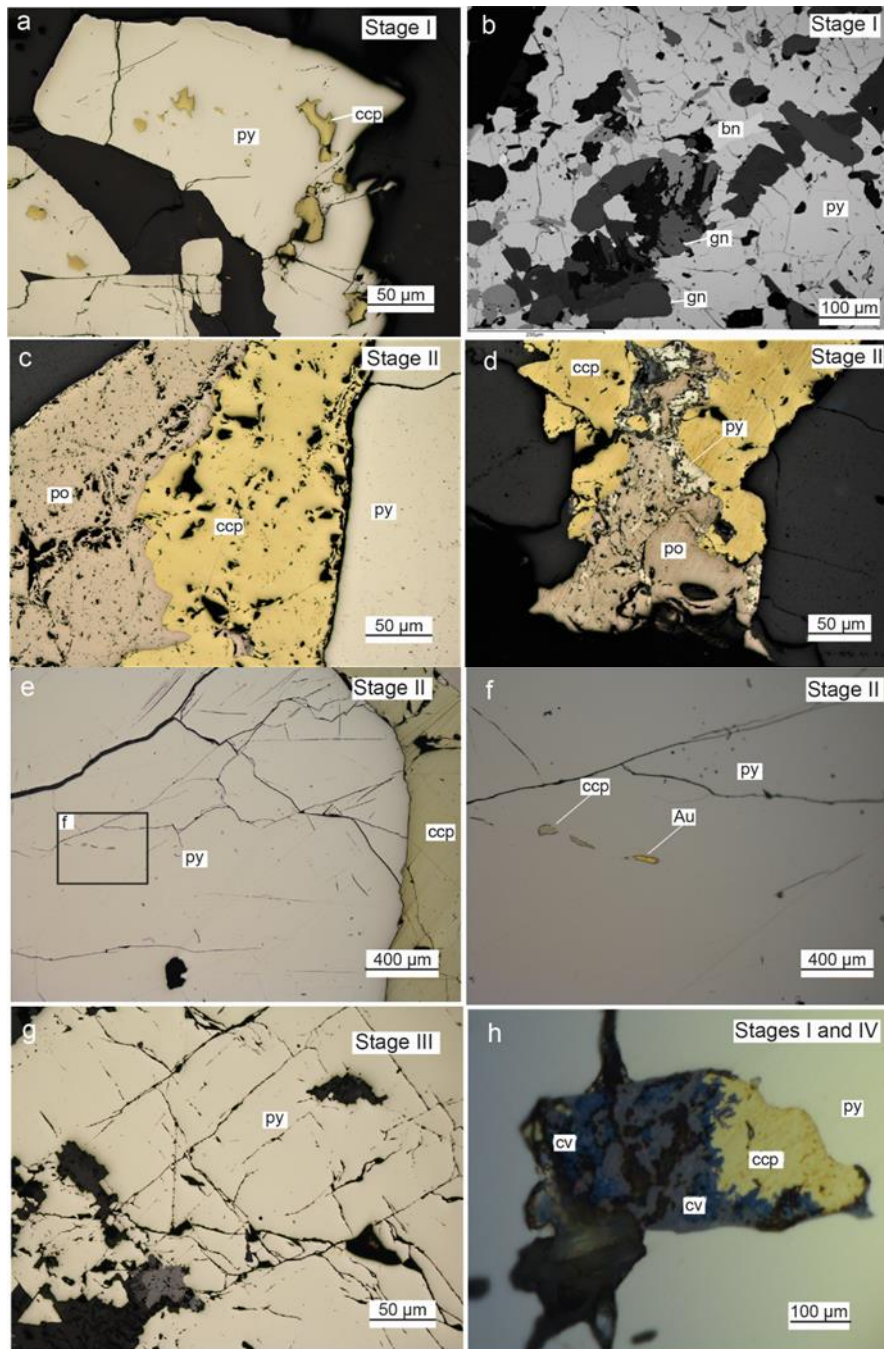 a
Stage I
ccp
py
50 µm
b
Stage I
bn
py
gn
gn
100 µm
c
Stage II
po
ccp
py
50 µm
d
Stage II
ccp
py
po
50 µm
e
Stage II
f
py
ccp
400 µm
f
Stage II
py
ccp
Au
400 µm
g
Stage III
py
50 µm
h
Stages I and IV
py
cv
ccp
cv
100 µm